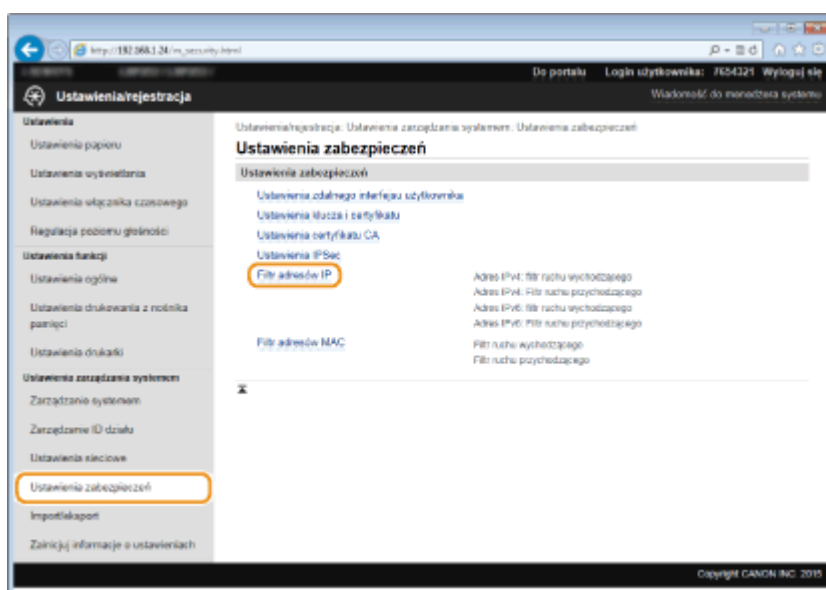 http://192.168.1.24/m_security.html
Do portalu Login użytkownika: 7654321 Wyloguj się
Ustawienia/rejestracja
Wiadomość do menedżera systemu
Ustawienia
Ustawienia papieru
Ustawienia wyświetlania
Ustawienia włącznika czasowego
Regulacja poziomu głośności
Ustawienia funkcji
Ustawienia ogólne
Ustawienia drukowania z nośnika
pamięci
Ustawienia drukarki
Ustawienia zarządzania systemem
Zarządzanie systemem
Zarządzanie ID działu
Ustawienia sieciowe
Ustawienia zabezpieczeń
Import/eksport
Zainicjuj informacje o ustawieniach
Ustawienia/rejestracja: Ustawienia zarządzania systemem: Ustawienia zabezpieczeń
Ustawienia zabezpieczeń
Ustawienia zabezpieczeń
Ustawienia zdalnego interfejsu użytkownika
Ustawienia klucza i certyfikatu
Ustawienia certyfikatu CA
Ustawienia IPSec
Filtr adresów IP
Adres IPv4: filtr ruchu wychodzącego
Adres IPv4: Filtr ruchu przychodzącego
Adres IPv6: filtr ruchu wychodzącego
Adres IPv6: Filtr ruchu przychodzącego
Filtr adresów MAC
Filtr ruchu wychodzącego
Filtr ruchu przychodzącego
Copyright CANON INC. 2015